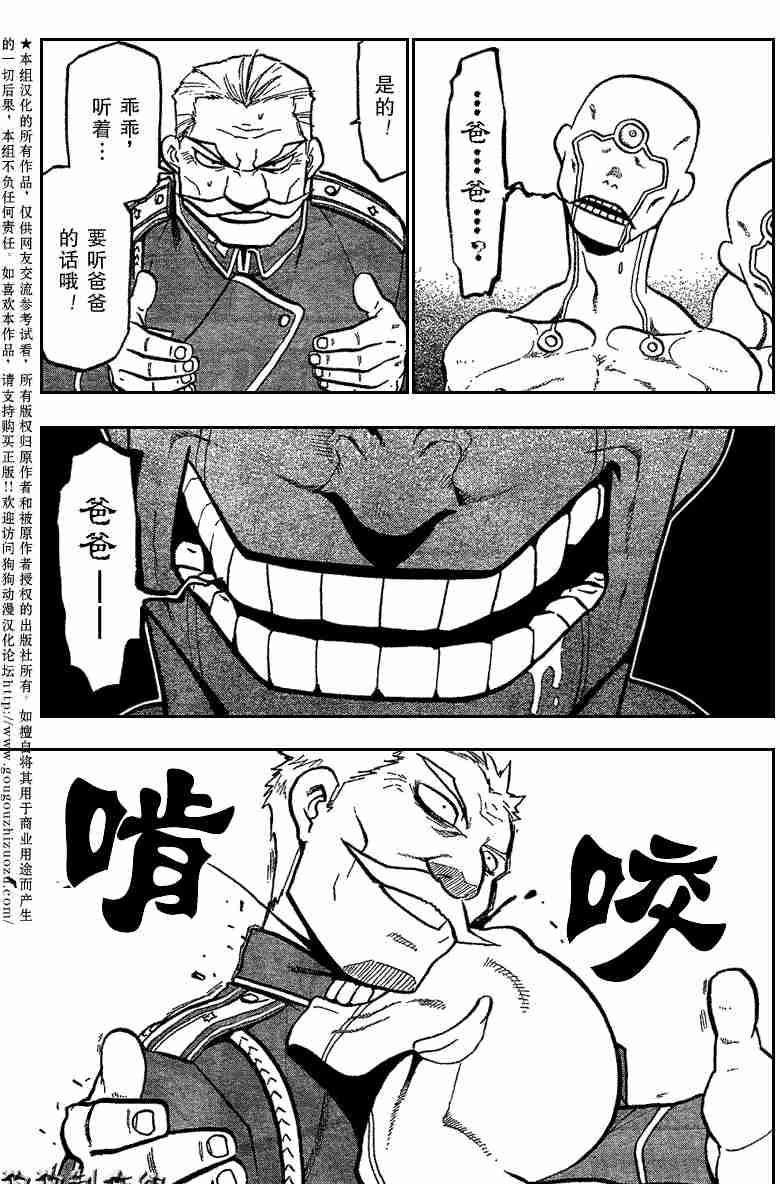 …爸…爸…?
是的!
乖乖,
听着…
要听爸爸
的话哦!
爸爸——
咬
啃
★本组汉化的所有作品,仅供网友交流参考试看,所有版权归原作者和被原作者授权的出版社所有。如擅自将其用于商业用途而产生
的一切后果,本组不负任何责任。如喜欢本作品,请支持购买正版!!欢迎访问狗狗动漫汉化论坛http://www.gougouzhizuozu.com/